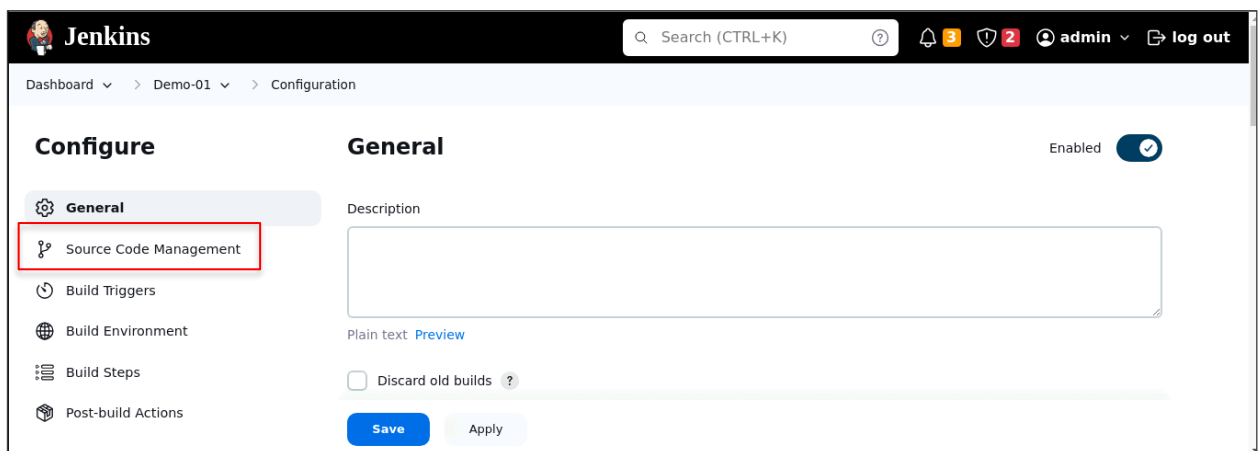 Jenkins
Search (CTRL+K) ?
3 2 admin log out
Dashboard > Demo-01 > Configuration
Configure
General
Source Code Management
Build Triggers
Build Environment
Build Steps
Post-build Actions
General
Enabled
Description
Plain text Preview
Discard old builds ?
Save Apply